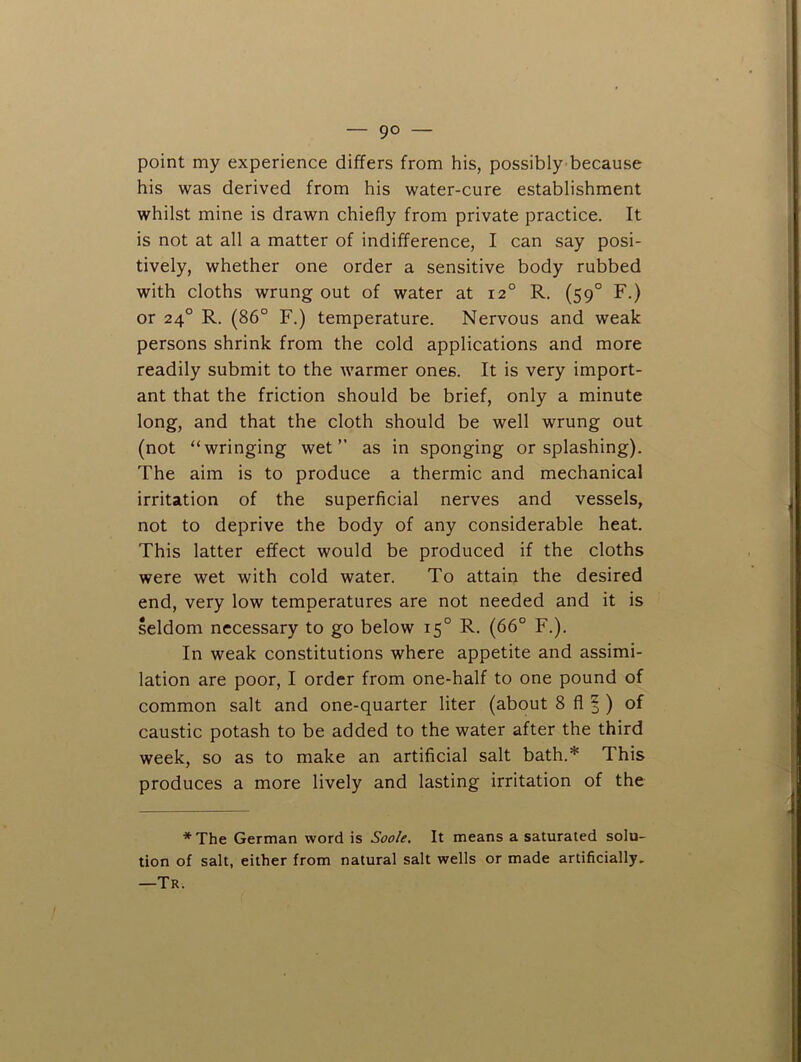 — 90 —
point my experience differs from his, possibly because
his was derived from his water-cure establishment
whilst mine is drawn chiefly from private practice. It
is not at all a matter of indifference, I can say posi-
tively, whether one order a sensitive body rubbed
with cloths wrung out of water at 12° R. (59° F.)
or 24° R. (86° F.) temperature. Nervous and weak
persons shrink from the cold applications and more
readily submit to the warmer ones. It is very import-
ant that the friction should be brief, only a minute
long, and that the cloth should be well wrung out
(not “wringing wet” as in sponging or splashing).
The aim is to produce a thermic and mechanical
irritation of the superficial nerves and vessels,
not to deprive the body of any considerable heat.
This latter effect would be produced if the cloths
were wet with cold water. To attain the desired
end, very low temperatures are not needed and it is
seldom necessary to go below 15° R. (66° F.).
In weak constitutions where appetite and assimi-
lation are poor, I order from one-half to one pound of
common salt and one-quarter liter (about 8 fl ℥ ) of
caustic potash to be added to the water after the third
week, so as to make an artificial salt bath.* This
produces a more lively and lasting irritation of the
*The German word is Soole. It means a saturated solu-
tion of salt, either from natural salt wells or made artificially.
—Tr.